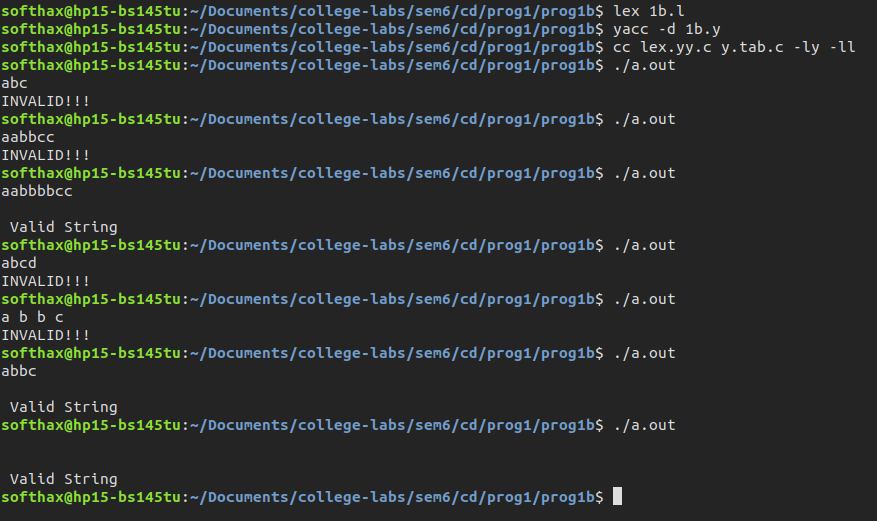 softhax@hp15-bs145tu:~/Documents/college-labs/sem6/cd/prog1/prog1b$ lex 1b.l
softhax@hp15-bs145tu:~/Documents/college-labs/sem6/cd/prog1/prog1b$ yacc -d 1b.y
softhax@hp15-bs145tu:~/Documents/college-labs/sem6/cd/prog1/prog1b$ cc lex.yy.c y.tab.c -ly -ll
softhax@hp15-bs145tu:~/Documents/college-labs/sem6/cd/prog1/prog1b$ ./a.out
abc
INVALID!!!
softhax@hp15-bs145tu:~/Documents/college-labs/sem6/cd/prog1/prog1b$ ./a.out
aabbcc
INVALID!!!
softhax@hp15-bs145tu:~/Documents/college-labs/sem6/cd/prog1/prog1b$ ./a.out
aabbbbcc

 Valid String
softhax@hp15-bs145tu:~/Documents/college-labs/sem6/cd/prog1/prog1b$ ./a.out
abcd
INVALID!!!
softhax@hp15-bs145tu:~/Documents/college-labs/sem6/cd/prog1/prog1b$ ./a.out
a b b c
INVALID!!!
softhax@hp15-bs145tu:~/Documents/college-labs/sem6/cd/prog1/prog1b$ ./a.out
abbc

 Valid String
softhax@hp15-bs145tu:~/Documents/college-labs/sem6/cd/prog1/prog1b$ ./a.out


 Valid String
softhax@hp15-bs145tu:~/Documents/college-labs/sem6/cd/prog1/prog1b$